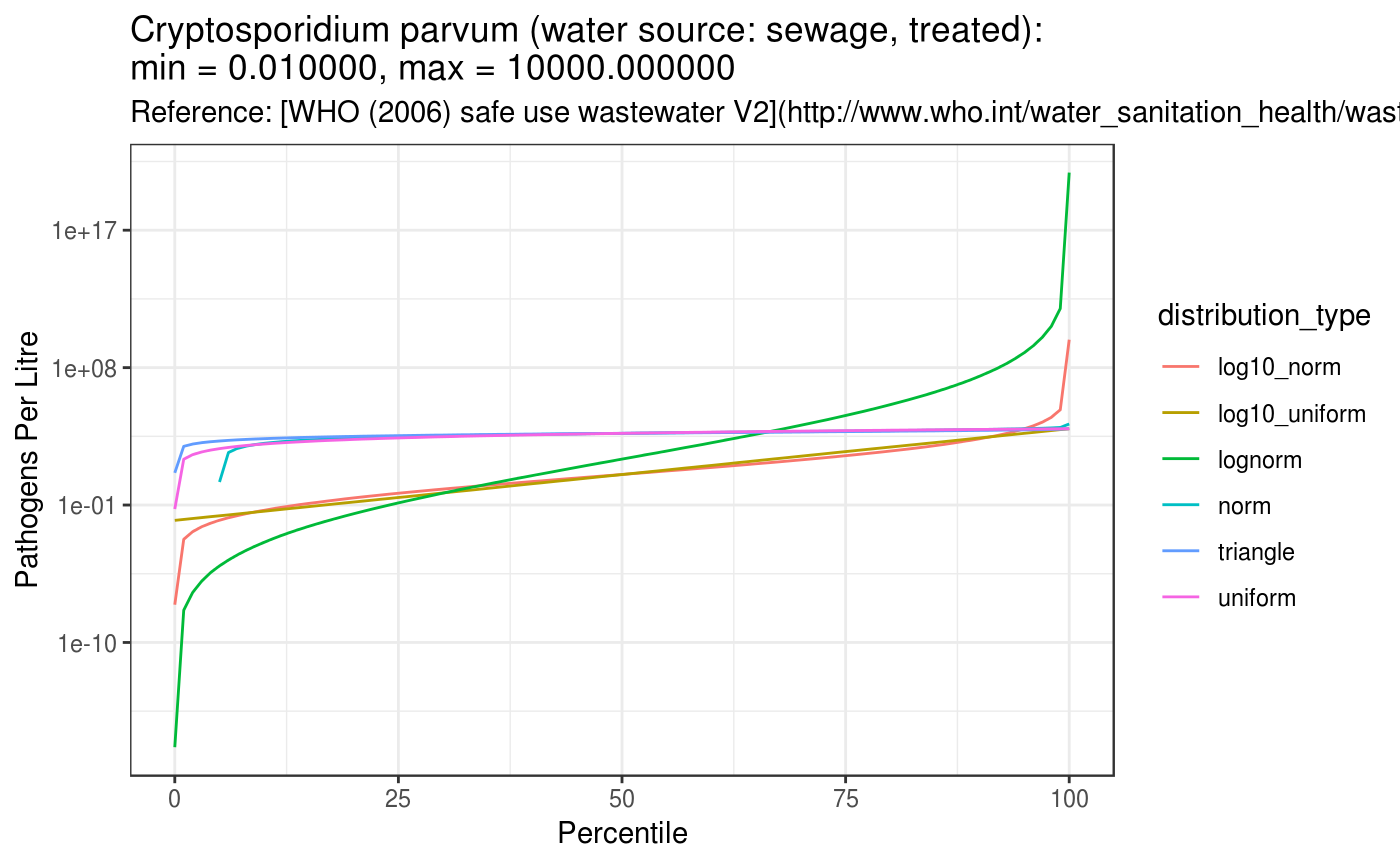 Cryptosporidium parvum (water source: sewage, treated):
min = 0.010000, max = 10000.000000
Reference: [WHO (2006) safe use wastewater V2](http://www.who.int/water_sanitation_health/wast
1e+17
1e+08
1e-01
1e-10
Pathogens Per Litre
0 25 50 75 100
Percentile
distribution_type
log10_norm
log10_uniform
lognorm
norm
triangle
uniform